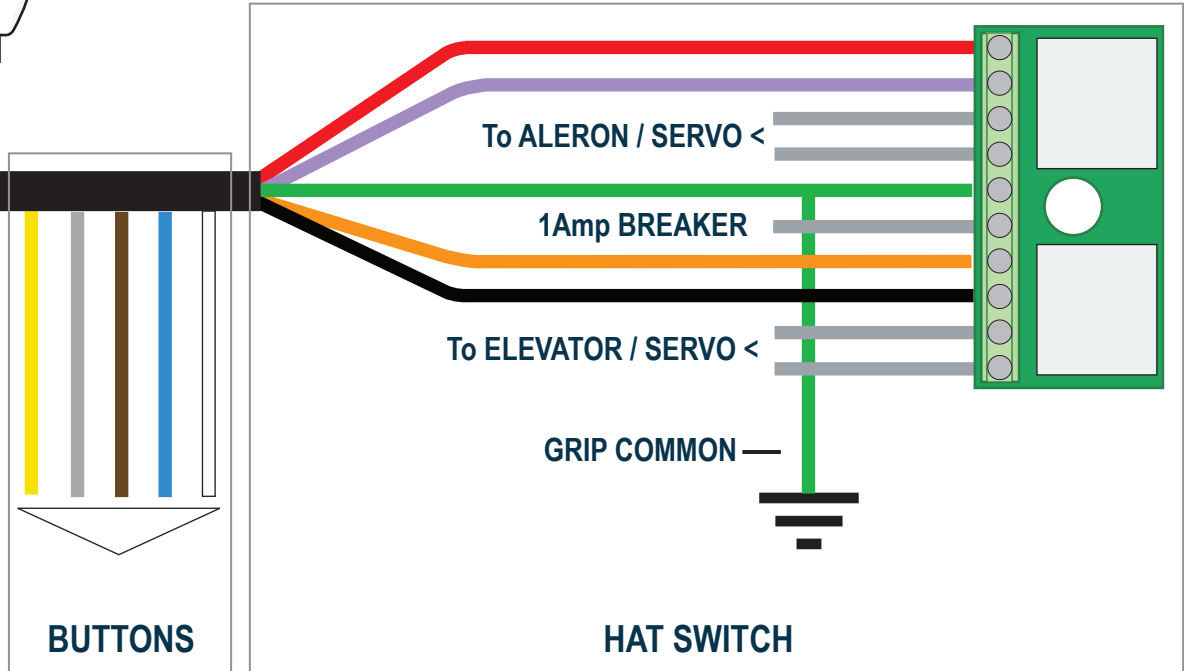 To ALERON / SERVO <
1Amp BREAKER
To ELEVATOR / SERVO <
GRIP COMMON
BUTTONS
HAT SWITCH